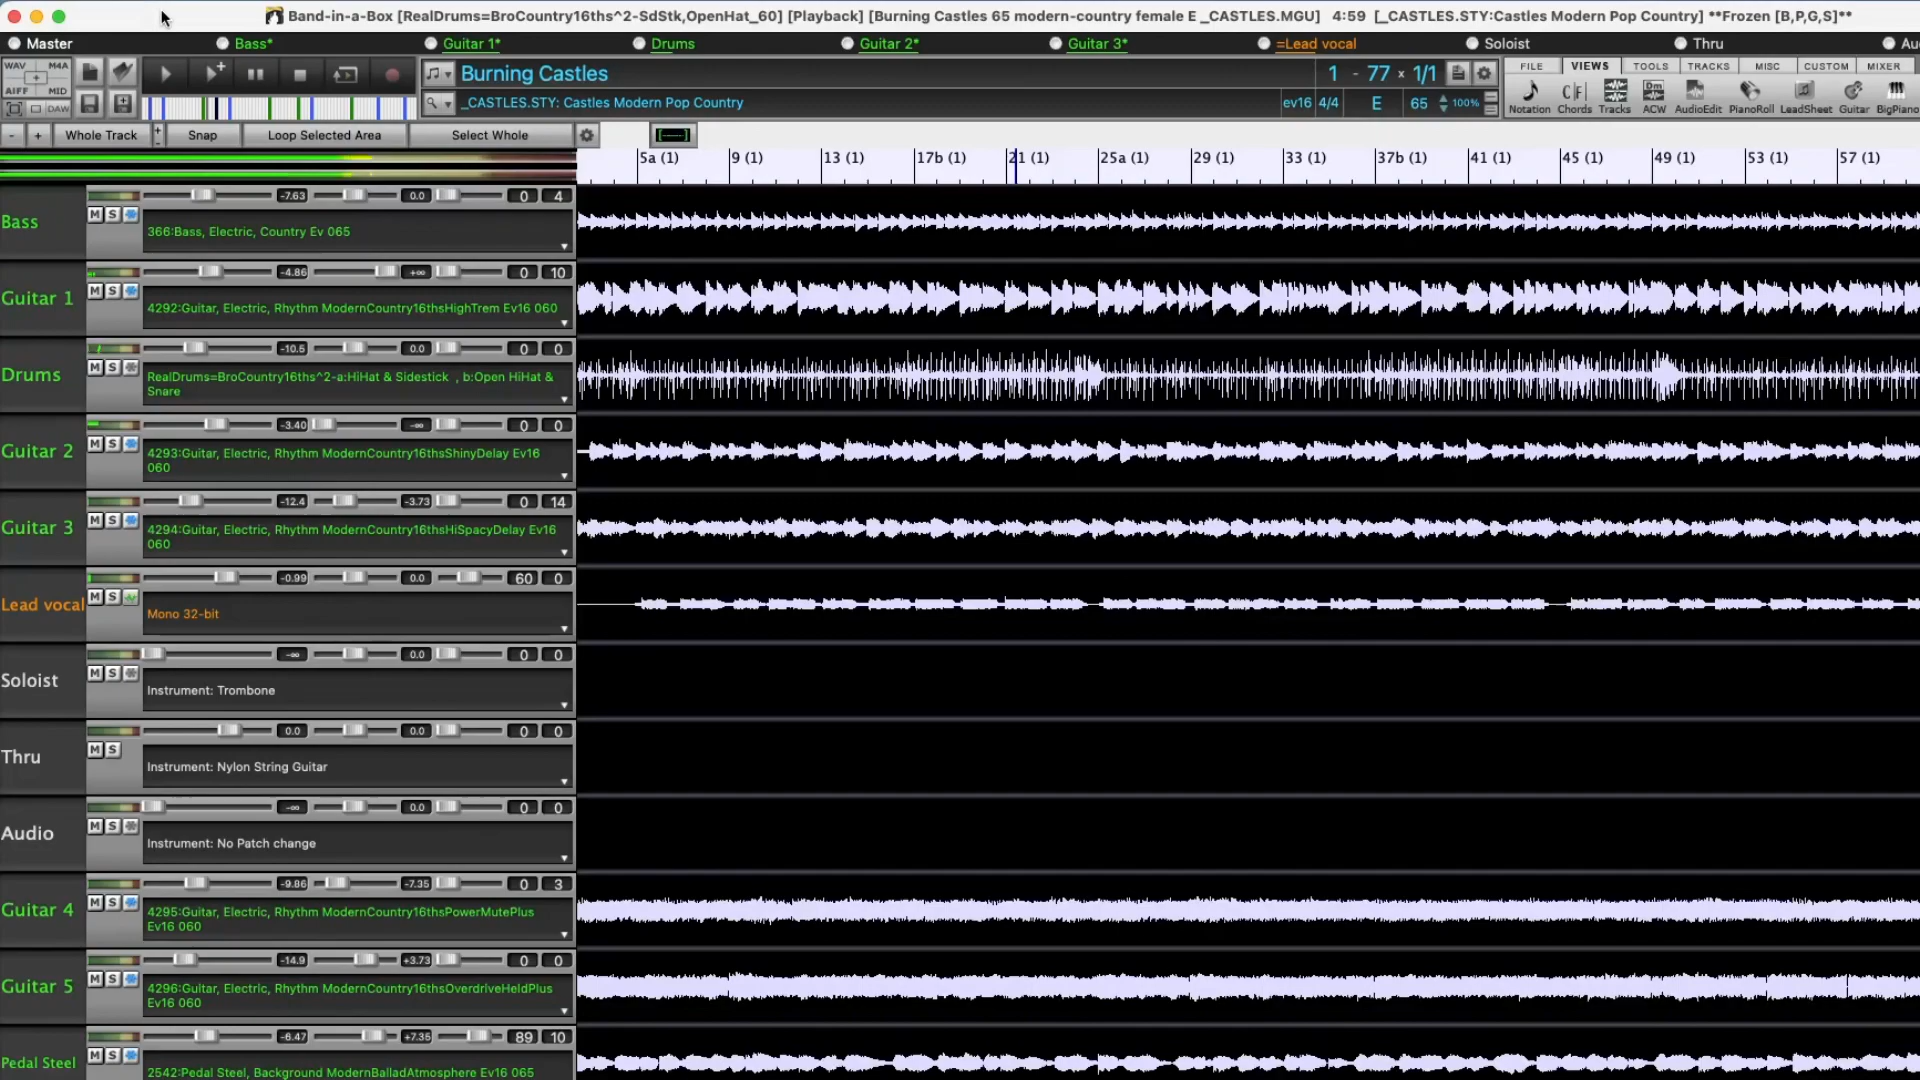 Band-in-a-Box [RealDrums=BroCountry16ths^2-SdStk,OpenHat_60] [Playback] [Burning Castles 65 modern-country female E _CASTLES.MGU] 4:59 [_CASTLES.STY:Castles Modern Pop Country] **Frozen [B,P,G,S]**
Master Bass* Guitar 1* Drums Guitar 2* Guitar 3* =Lead vocal Soloist Thru Au
WAV M4A
AIFF MID
DAW
Burning Castles 1 - 77 x 1/1
_CASTLES.STY: Castles Modern Pop Country ev16 4/4 E 65 100%
FILE VIEWS TOOLS TRACKS MISC CUSTOM MIXER
Notation Chords Tracks ACW AudioEdit PianoRoll LeadSheet Guitar BigPiano
- + Whole Track + - Snap Loop Selected Area Select Whole
5a (1) 9 (1) 13 (1) 17b (1) 21 (1) 25a (1) 29 (1) 33 (1) 37b (1) 41 (1) 45 (1) 49 (1) 53 (1) 57 (1)
-7.63 0.0 0 4
Bass M S
366:Bass, Electric, Country Ev 065
-4.86 +∞ 0 10
Guitar 1 M S
4292:Guitar, Electric, Rhythm ModernCountry16thsHighTrem Ev16 060
-10.5 0.0 0 0
Drums M S
RealDrums=BroCountry16ths^2-a:HiHat & Sidestick , b:Open HiHat &
Snare
-3.40 -∞ 0 0
Guitar 2 M S
4293:Guitar, Electric, Rhythm ModernCountry16thsShinyDelay Ev16
060
-12.4 -3.73 0 14
Guitar 3 M S
4294:Guitar, Electric, Rhythm ModernCountry16thsHiSpacyDelay Ev16
060
-0.99 0.0 60 0
Lead vocal M S
Mono 32-bit
-∞ 0.0 0 0
Soloist M S
Instrument: Trombone
0.0 0.0 0 0
Thru M S
Instrument: Nylon String Guitar
-∞ 0.0 0 0
Audio M S
Instrument: No Patch change
-9.86 -7.35 0 3
Guitar 4 M S
4295:Guitar, Electric, Rhythm ModernCountry16thsPowerMutePlus
Ev16 060
-14.9 +3.73 0 0
Guitar 5 M S
4296:Guitar, Electric, Rhythm ModernCountry16thsOverdriveHeldPlus
Ev16 060
-6.47 +7.35 89 10
Pedal Steel M S
2542:Pedal Steel, Background ModernBalladAtmosphere Ev16 065